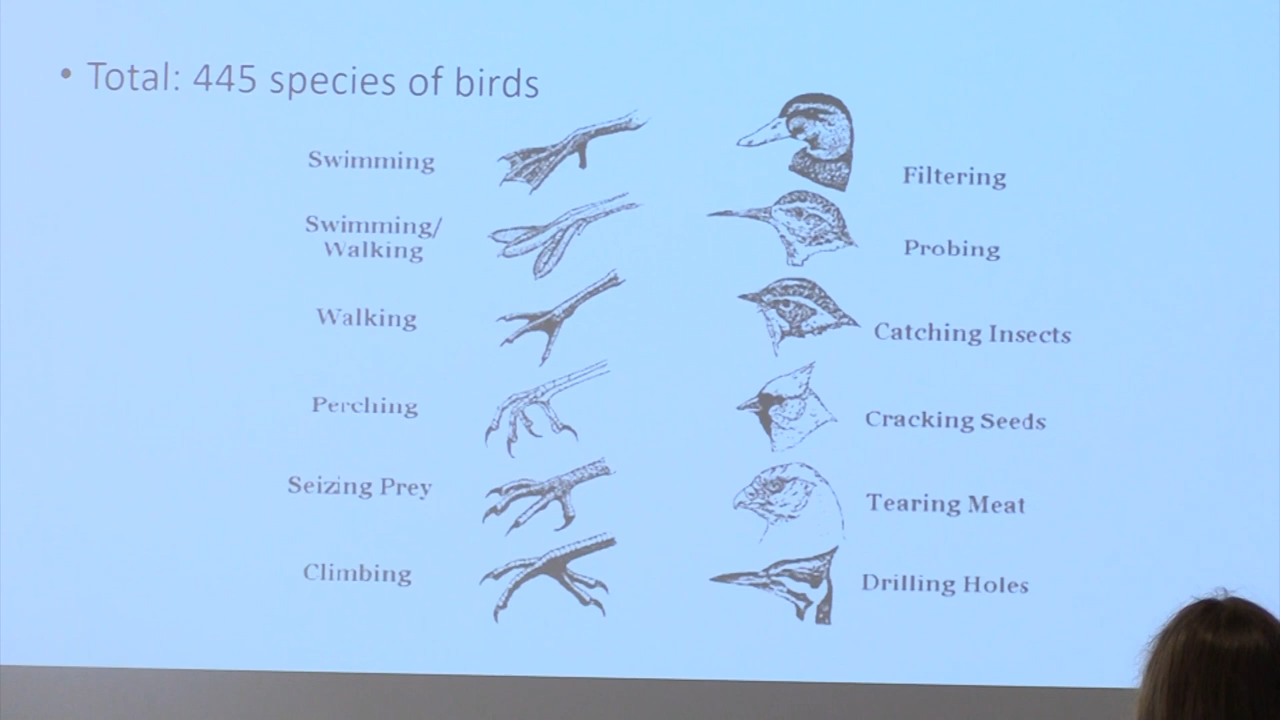 • Total: 445 species of birds
Swimming
Filtering
Swimming/
Walking
Probing
Walking
Catching Insects
Perching
Cracking Seeds
Seizing Prey
Tearing Meat
Climbing
Drilling Holes